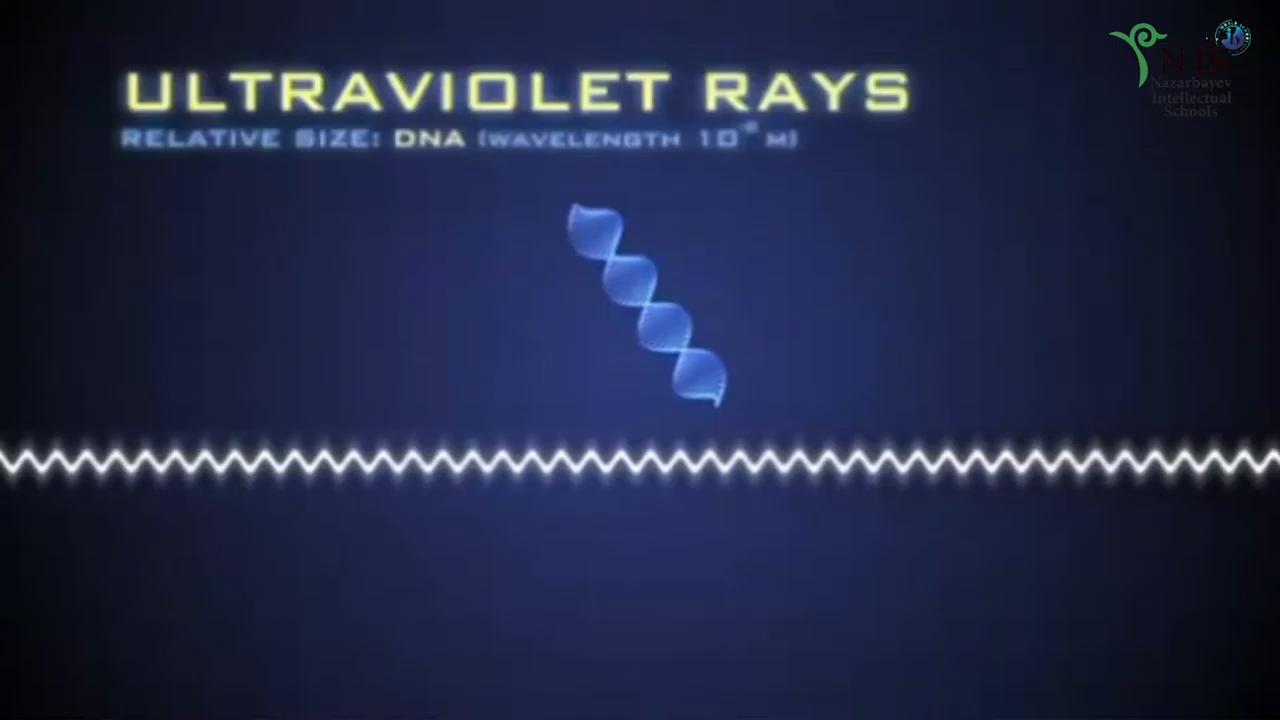 ULTRAVIOLET RAYS
RELATIVE SIZE: DNA (WAVELENGTH 10 M)
NIS
Nazarbayev
Intellectual
Schools